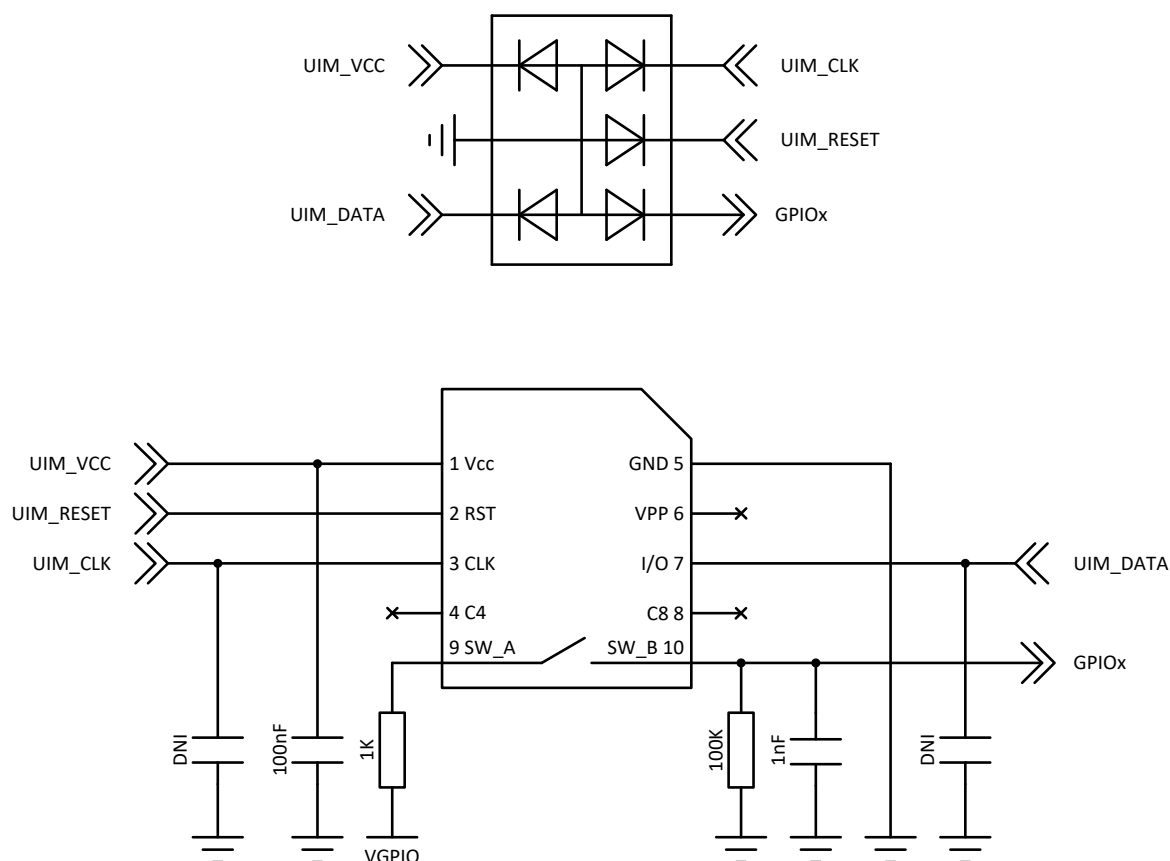 UIM_VCC
UIM_CLK
UIM_RESET
UIM_DATA
GPIOx
UIM_VCC
1 Vcc
GND 5
UIM_RESET
2 RST
VPP 6
UIM_CLK
3 CLK
I/O 7
UIM_DATA
4 C4
C8 8
9 SW_A
SW_B 10
GPIOx
DNI
100nF
1K
100K
1nF
DNI
VGPIO